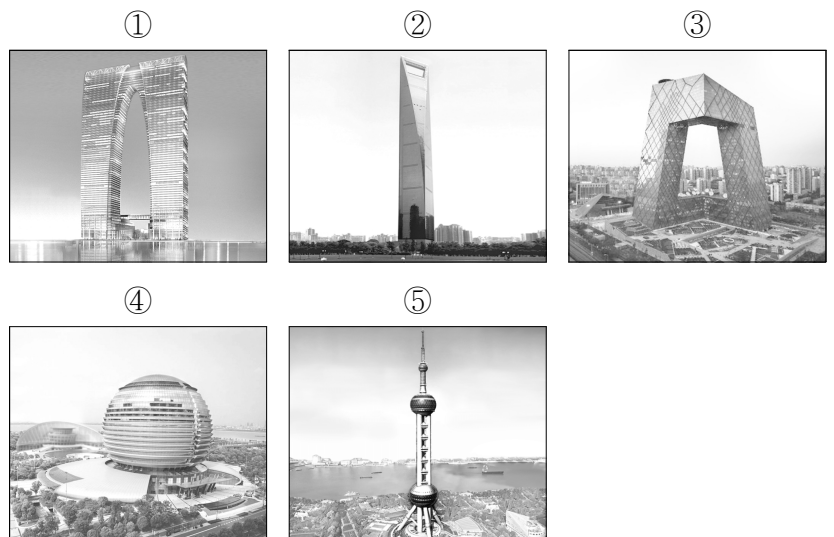 ① ② ③
④ ⑤